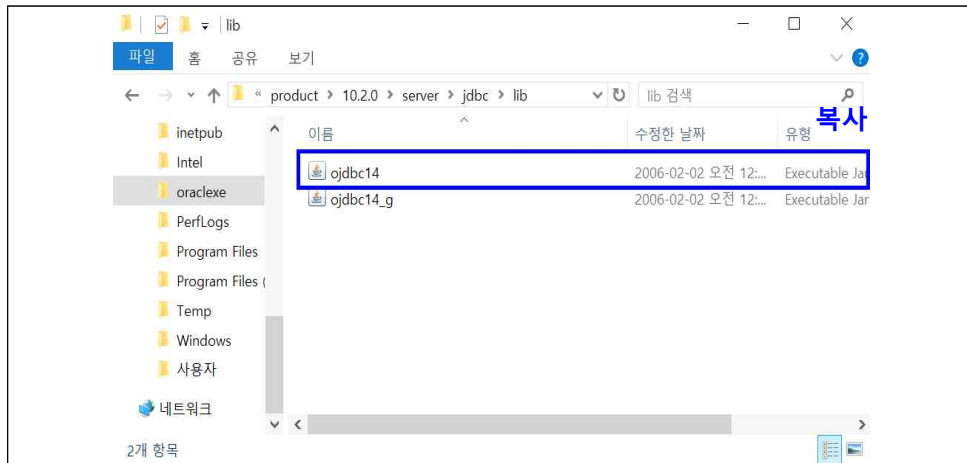 lib
파일 홈 공유 보기
« product > 10.2.0 > server > jdbc > lib
lib 검색
복사
이름 수정한 날짜 유형
inetpub
Intel
oraclexe
PerfLogs
Program Files
Program Files (
Temp
Windows
사용자
네트워크
ojdbc14 2006-02-02 오전 12:... Executable Jar
ojdbc14_g 2006-02-02 오전 12:... Executable Jar
2개 항목